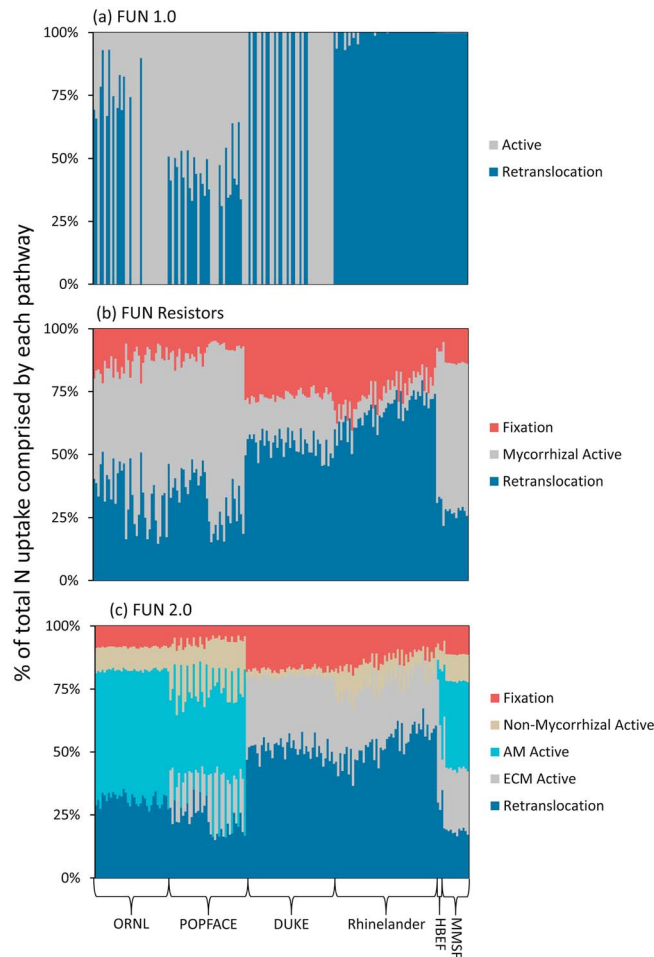 (a) FUN 1.0
100%
75%
50%
25%
0%
Active
Retranslocation
% of total N uptake comprised by each pathway
(b) FUN Resistors
100%
75%
50%
25%
0%
Fixation
Mycorrhizal Active
Retranslocation
(c) FUN 2.0
100%
75%
50%
25%
0%
Fixation
Non-Mycorrhizal Active
AM Active
ECM Active
Retranslocation
ORNL
POPFACE
DUKE
Rhinelander
HBEF
MMSF